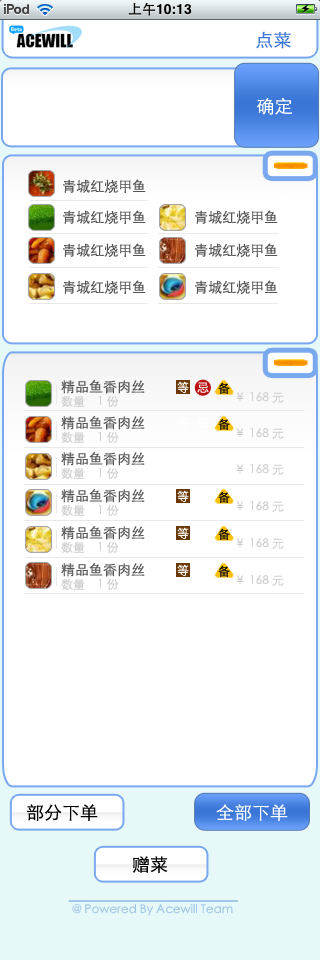 iPod 上午10:13
Beta
ACEWILL 点菜
确定
青城红烧甲鱼
青城红烧甲鱼 青城红烧甲鱼
青城红烧甲鱼 青城红烧甲鱼
青城红烧甲鱼 青城红烧甲鱼
精品鱼香肉丝 等 忌 备
数量 1 份 ¥ 168 元
精品鱼香肉丝 备
数量 1 份 ¥ 168 元
精品鱼香肉丝
数量 1 份 ¥ 168 元
精品鱼香肉丝 等 备
数量 1 份 ¥ 168 元
精品鱼香肉丝 等 备
数量 1 份 ¥ 168 元
精品鱼香肉丝 等 备
数量 1 份 ¥ 168 元
部分下单 全部下单
赠菜
@ Powered By Acewill Team